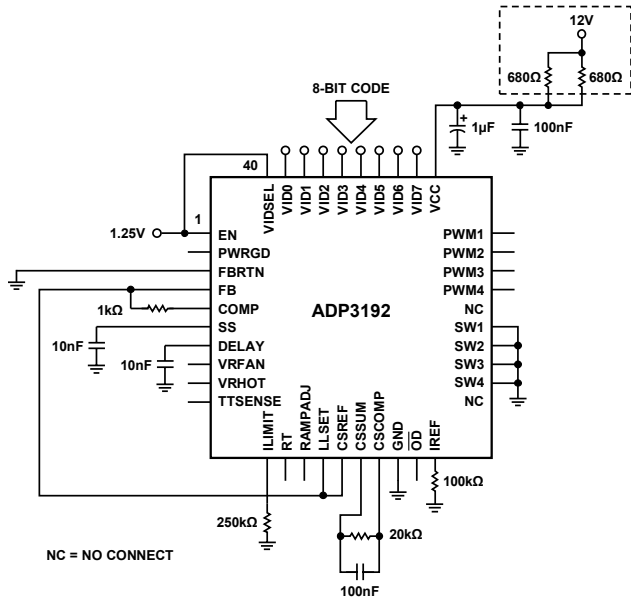 12V
680Ω
680Ω
8-BIT CODE
+
1µF
100nF
40
VIDSEL
VID0
VID1
VID2
VID3
VID4
VID5
VID6
VID7
VCC
1.25V
1
EN
PWRGD
FBRTN
FB
COMP
SS
DELAY
VRFAN
VRHOT
TTSENSE
1kΩ
10nF
10nF
ADP3192
PWM1
PWM2
PWM3
PWM4
NC
SW1
SW2
SW3
SW4
NC
ILIMIT
RT
RAMPADJ
LLSET
CSREF
CSSUM
CSCOMP
GND
OD
IREF
250kΩ
20kΩ
100kΩ
100nF
NC = NO CONNECT